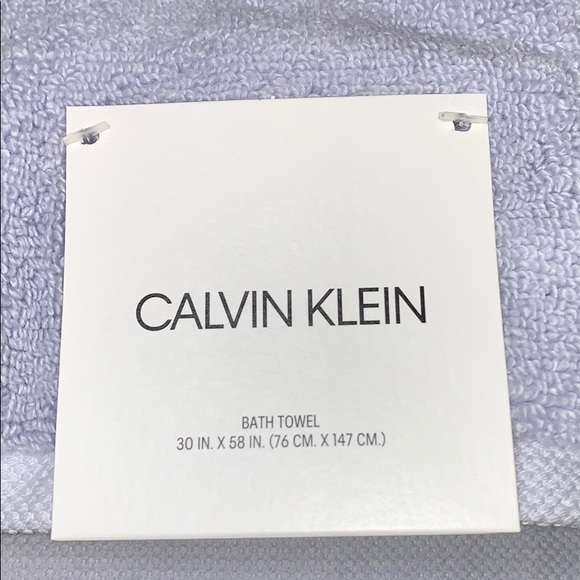 CALVIN KLEIN
BATH TOWEL
30 IN. X 58 IN. (76 CM. X 147 CM.)